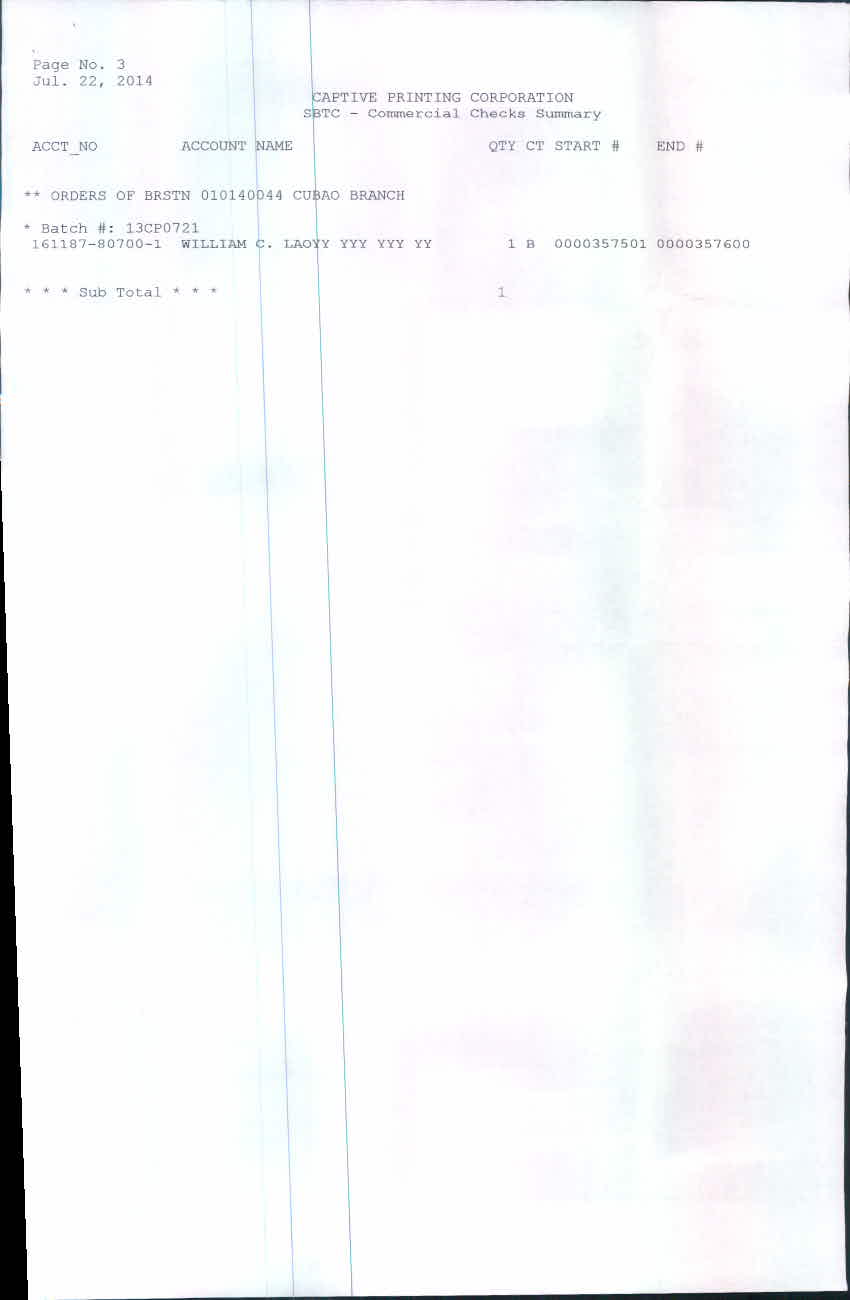 Page No. 3
Jul. 22, 2014
CAPTIVE PRINTING CORPORATION
SBTC - Commercial Checks Summary
ACCT_NO ACCOUNT NAME QTY CT START # END #
** ORDERS OF BRSTN 010140044 CUBAO BRANCH
* Batch #: 13CP0721
161187-80700-1 WILLIAM C. LAOYY YYY YYY YY 1 B 0000357501 0000357600
* * * Sub Total * * * 1